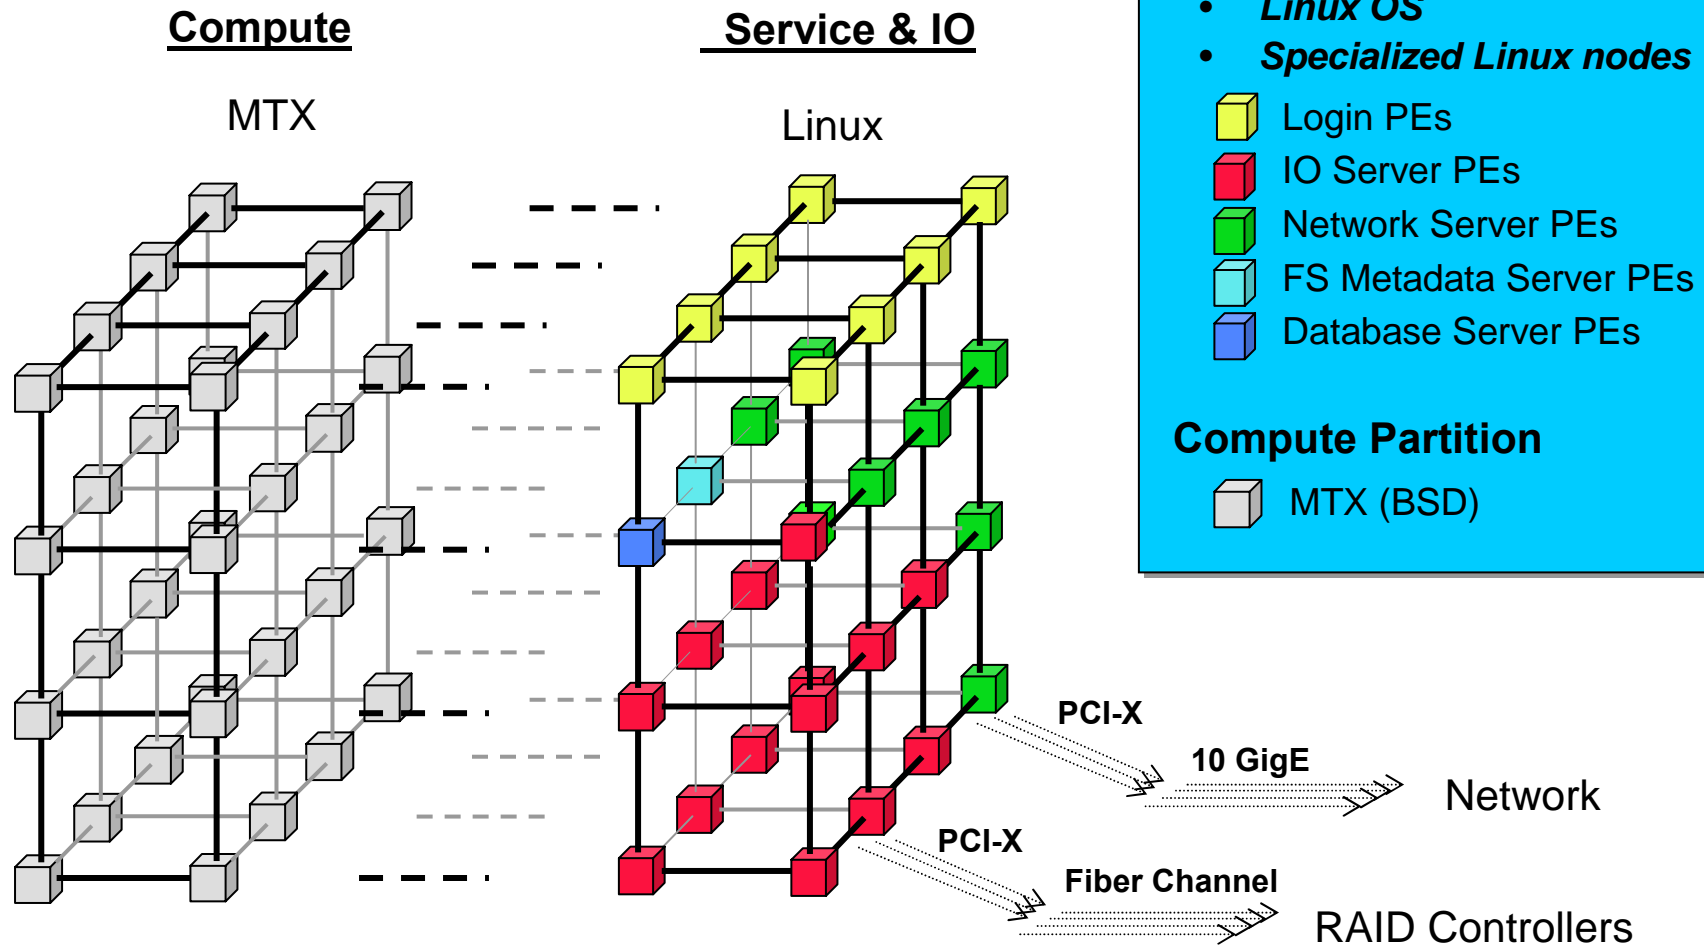 Compute
Service & IO
MTX
Linux
• Linux OS
• Specialized Linux nodes
Login PEs
IO Server PEs
Network Server PEs
FS Metadata Server PEs
Database Server PEs
Compute Partition
MTX (BSD)
PCI-X
10 GigE
Network
PCI-X
Fiber Channel
RAID Controllers